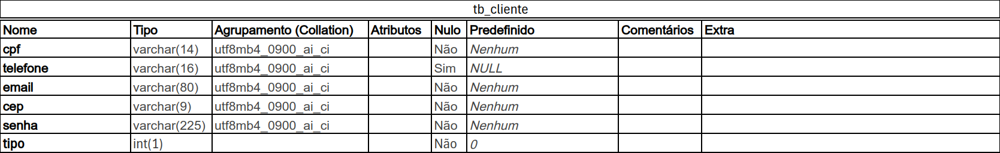 tb_cliente
Nome Tipo Agrupamento (Collation) Atributos Nulo Predefinido Comentários Extra
cpf varchar(14) utf8mb4_0900_ai_ci Não Nenhum
telefone varchar(16) utf8mb4_0900_ai_ci Sim NULL
email varchar(80) utf8mb4_0900_ai_ci Não Nenhum
cep varchar(9) utf8mb4_0900_ai_ci Não Nenhum
senha varchar(225) utf8mb4_0900_ai_ci Não Nenhum
tipo int(1) Não 0